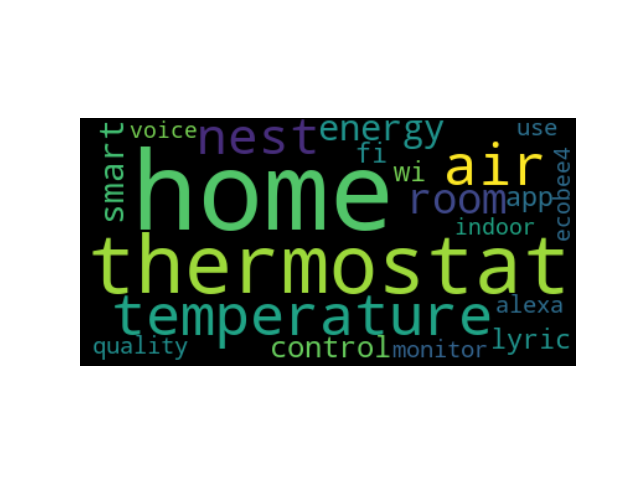 smart
voice
nest
energy
use
fi
wi
air
ecobee4
home
room
app
indoor
thermostat
temperature
alexa
quality
control
monitor
lyric